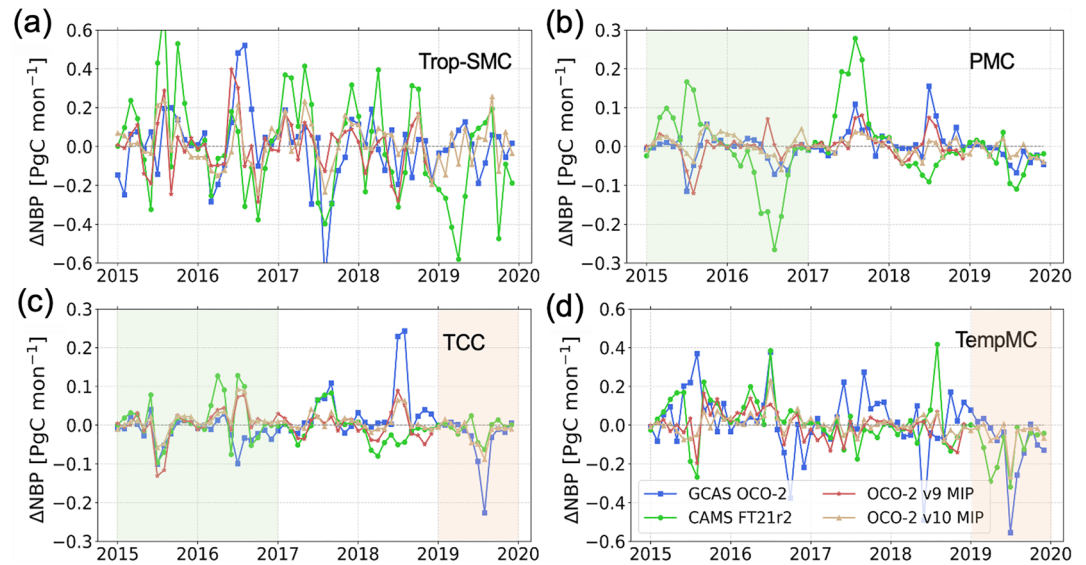 (a)
0.6
0.4
0.2
0.0
−0.2
−0.4
−0.6
ΔNBP [PgC mon⁻¹]
Trop-SMC
2015 2016 2017 2018 2019 2020
(b)
0.3
0.2
0.1
0.0
−0.1
−0.2
−0.3
ΔNBP [PgC mon⁻¹]
PMC
2015 2016 2017 2018 2019 2020
(c)
0.3
0.2
0.1
0.0
−0.1
−0.2
−0.3
ΔNBP [PgC mon⁻¹]
TCC
2015 2016 2017 2018 2019 2020
(d)
0.6
0.4
0.2
0.0
−0.2
−0.4
−0.6
ΔNBP [PgC mon⁻¹]
TempMC
GCAS OCO-2
CAMS FT21r2
OCO-2 v9 MIP
OCO-2 v10 MIP
2015 2016 2017 2018 2019 2020